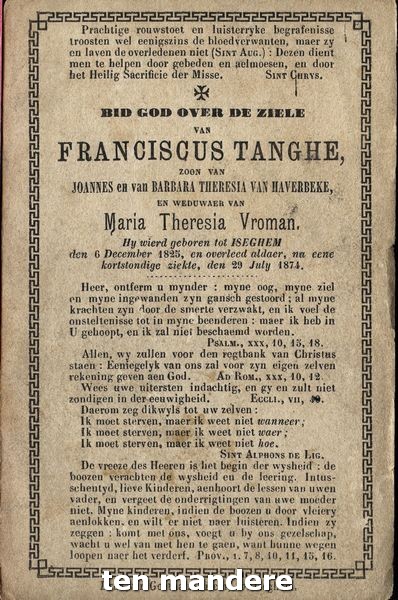 Prachtige rouwstoet en luisterryke begrafenisse
troosten wel eenigszins de bloedverwanten, maer zy
en laven de overledenen niet (SINT AUG.) : Dezen dient
men te helpen door gebeden en aelmoesen, en door
het Heilig Sacrificie der Misse. SINT CHRYS.
✠
BID GOD OVER DE ZIELE
VAN
FRANCISCUS TANGHE,
ZOON VAN
JOANNES en van BARBARA THERESIA VAN HAVERBEKE,
EN WEDUWAER VAN
Maria Theresia Vroman.
Hy wierd geboren tot ISEGHEM
den 6 December 1825, en overleed aldaer, na eene
kortstondige ziekte, den 29 July 1874.
Heer, ontferm u mynder : myne oog, myne ziel
en myne ingewanden zyn gansch gestoord ; al myne
krachten zyn door de smerte verzwakt, en ik voel de
onsteltenisse tot in myne beenderen : maer ik heb in
U gehoopt, en ik zal niet beschaemd worden.
PSALM., XXX, 10, 15, 18.
Allen, wy zullen voor den regtbank van Christus
staen : Eeniegelyk van ons zal voor zyn eigen zelven
rekening geven aen God. AD ROM., XXX, 10, 12.
Wees uwe uitersten indachtig, en gy en zult niet
zondigen in der eeuwigheid. ECCLI., VII,
Daerom zeg dikwyls tot uw zelven :
Ik moet sterven, maer ik weet niet wanneer;
Ik moet sterven, maer ik weet niet waer;
Ik moet sterven, maer ik weet niet hoe.
SINT ALPHONS DE LIG.
De vreeze des Heeren is het begin der wysheid : de
boozen verachten de wysheid en de leering. Intus-
schentyd, lieve Kinderen, aenhoort de lessen van uwen
vader, en vergeet de onderrigtingen van uwe moeder
niet. Myne kinderen, indien de boozen u door vleiery
aenlokken, en wilt er niet naer luisteren. Indien zy
zeggen : komt met ons, voegt u by ons gezelschap,
wacht u wel van met hen te gaen, want hunne wegen
loopen naer het verderf. PROV., I. 7, 8, 10, 11, 15, 16.
ten mandere